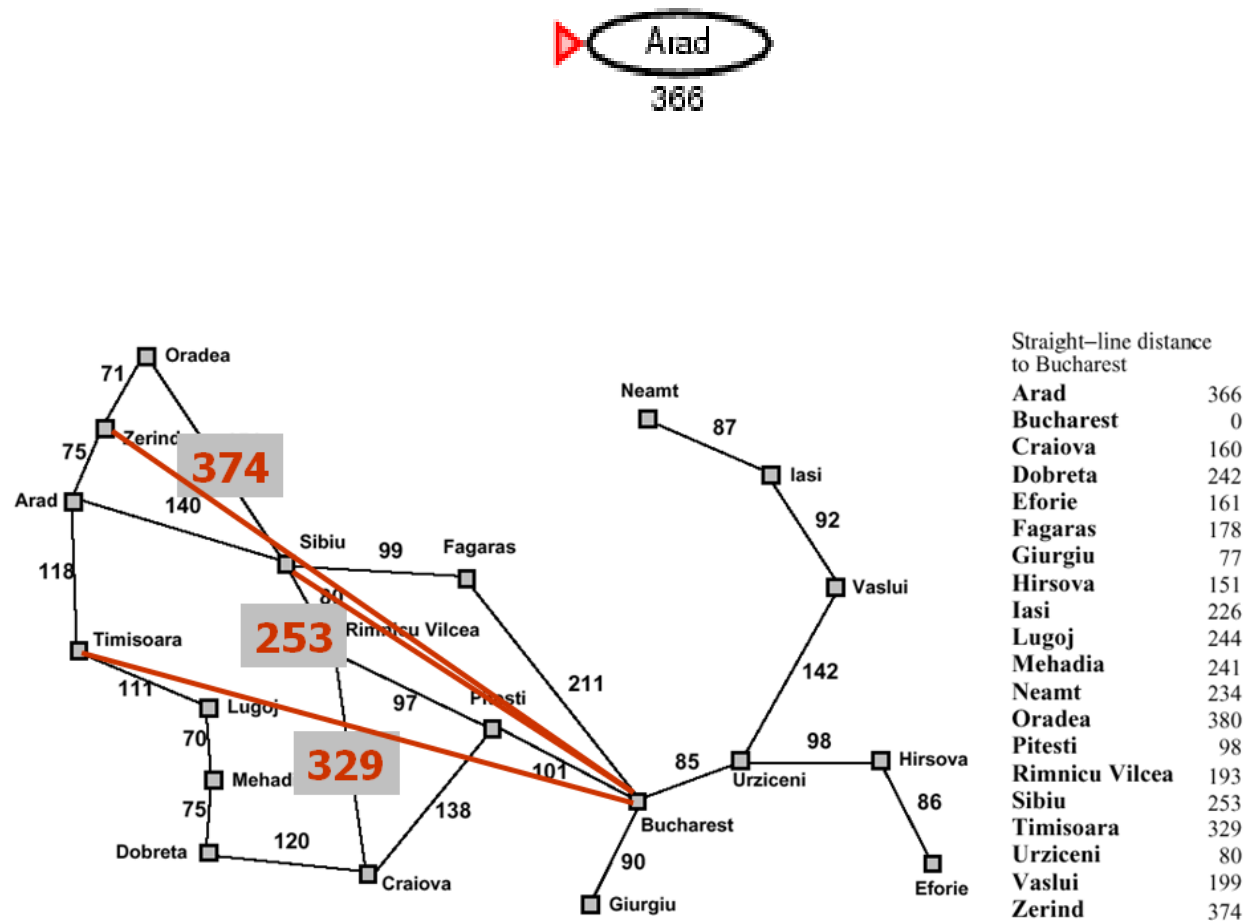 Arad
366
Oradea
71
Neamt
87
Zerind
75
374
Iasi
Arad
140
92
Sibiu
99
Fagaras
118
80
Vaslui
Timisoara
253
Rimnicu Vilcea
142
211
111
Lugoj
97
Pitesti
70
98
Hirsova
329
85
Urziceni
Mehad
101
86
75
138
Bucharest
120
Dobreta
90
Eforie
Craiova
Giurgiu
Straight–line distance
to Bucharest
Arad 366
Bucharest 0
Craiova 160
Dobreta 242
Eforie 161
Fagaras 178
Giurgiu 77
Hirsova 151
Iasi 226
Lugoj 244
Mehadia 241
Neamt 234
Oradea 380
Pitesti 98
Rimnicu Vilcea 193
Sibiu 253
Timisoara 329
Urziceni 80
Vaslui 199
Zerind 374